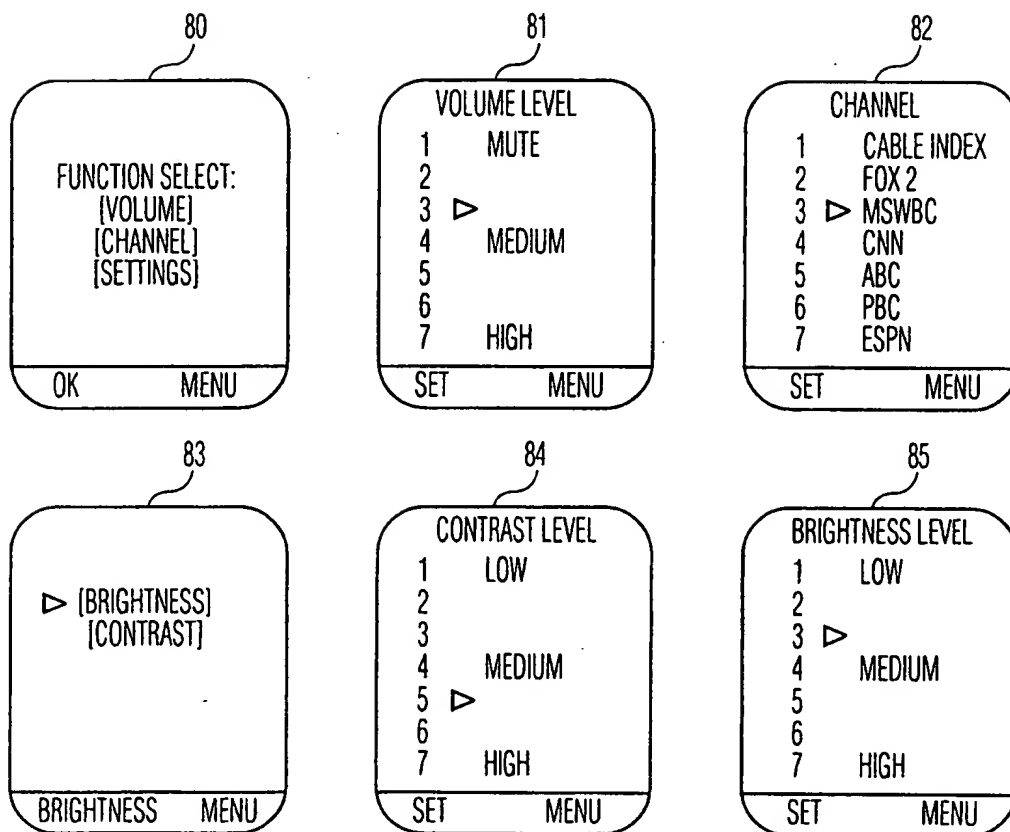 80
FUNCTION SELECT:
[VOLUME]
[CHANNEL]
[SETTINGS]
OK MENU
81
VOLUME LEVEL
1 MUTE
2
3
4 MEDIUM
5
6
7 HIGH
SET MENU
82
CHANNEL
1 CABLE INDEX
2 FOX 2
3 MSWBC
4 CNN
5 ABC
6 PBC
7 ESPN
SET MENU
83
[BRIGHTNESS]
[CONTRAST]
BRIGHTNESS MENU
84
CONTRAST LEVEL
1 LOW
2
3
4 MEDIUM
5
6
7 HIGH
SET MENU
85
BRIGHTNESS LEVEL
1 LOW
2
3
4 MEDIUM
5
6
7 HIGH
SET MENU